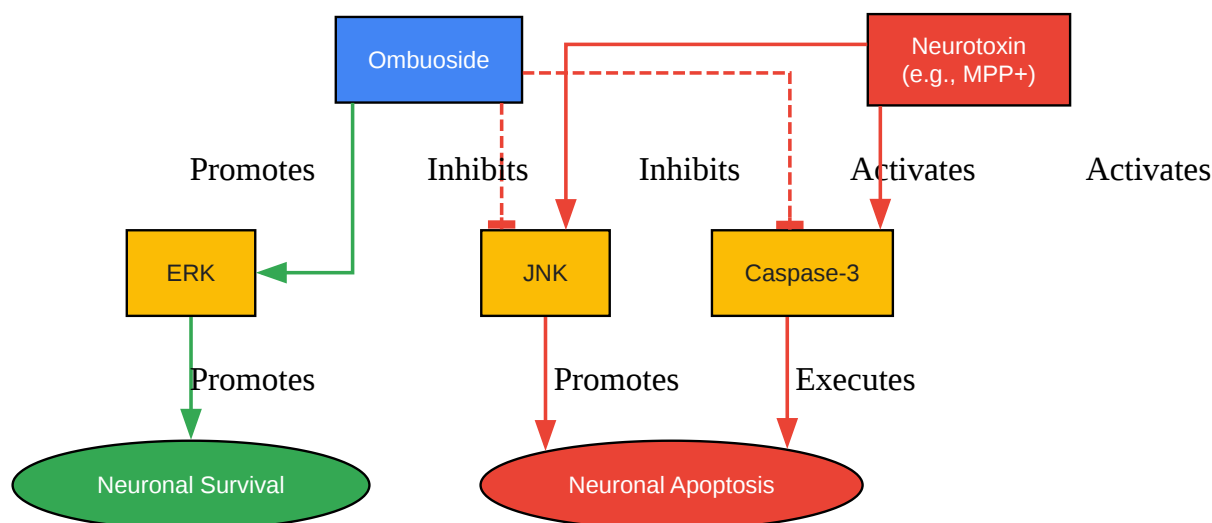 Ombuoside
Neurotoxin
(e.g., MPP+)
Promotes
Inhibits
Inhibits
Activates
Activates
ERK
JNK
Caspase-3
Promotes
Promotes
Executes
Neuronal Survival
Neuronal Apoptosis